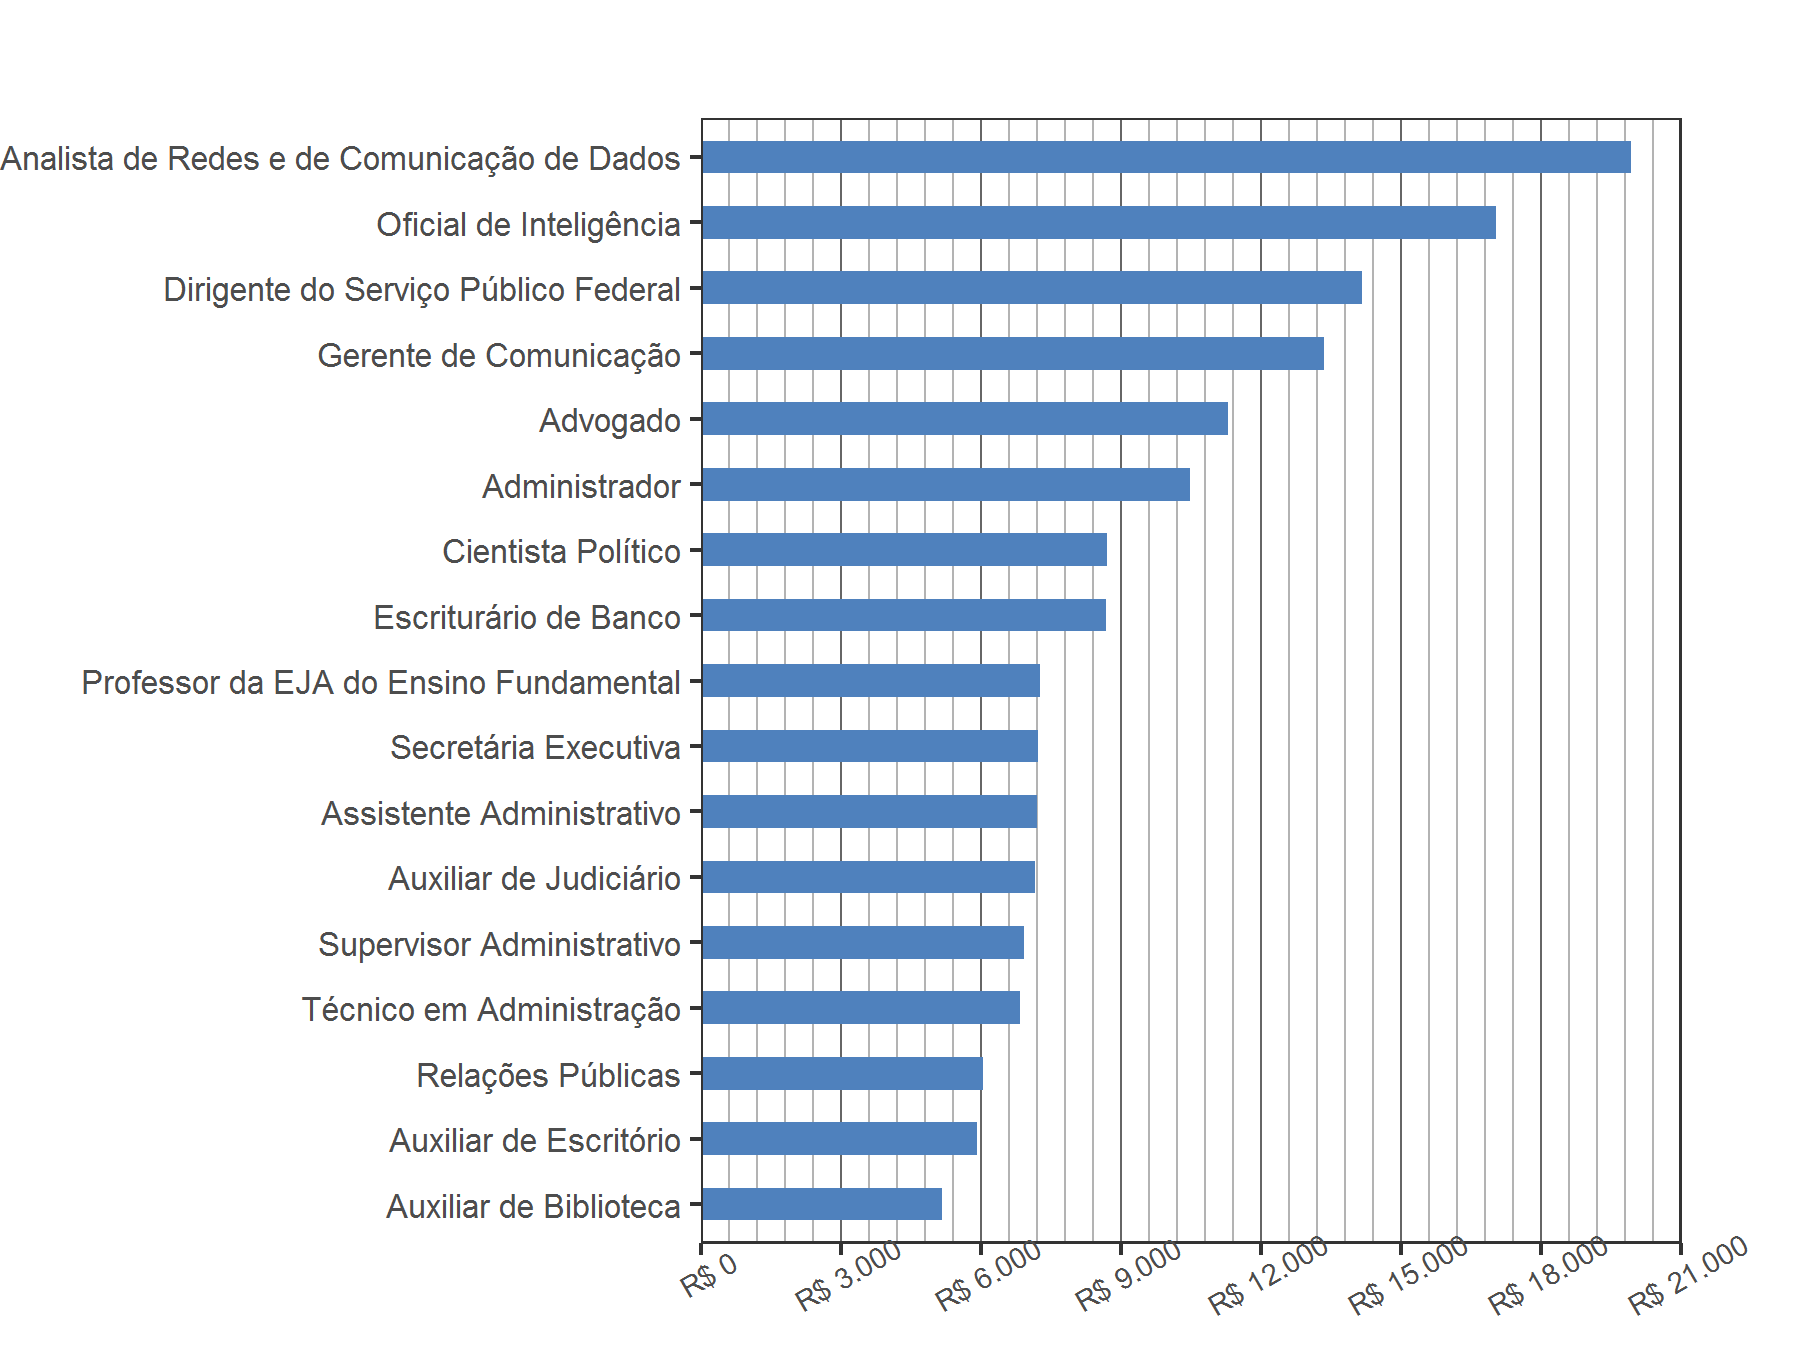 Analista de Redes e de Comunicação de Dados
Oficial de Inteligência
Dirigente do Serviço Público Federal
Gerente de Comunicação
Advogado
Administrador
Cientista Político
Escriturário de Banco
Professor da EJA do Ensino Fundamental
Secretária Executiva
Assistente Administrativo
Auxiliar de Judiciário
Supervisor Administrativo
Técnico em Administração
Relações Públicas
Auxiliar de Escritório
Auxiliar de Biblioteca
R$ 0
R$ 3.000
R$ 6.000
R$ 9.000
R$ 12.000
R$ 15.000
R$ 18.000
R$ 21.000